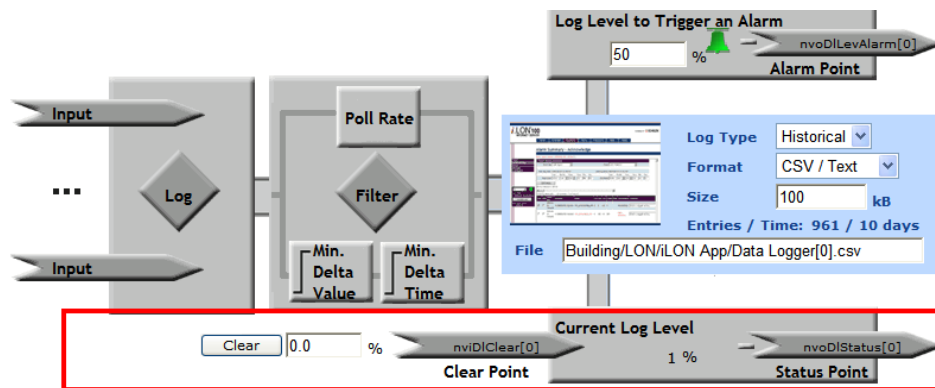 Log Level to Trigger an Alarm
50 %
nvoDlLevAlarm[0]
Alarm Point
Input
Poll Rate
i.LON100
Log Type Historical
Format CSV / Text
Size 100 kB
Entries / Time: 961 / 10 days
File Building/LON/iLON App/Data Logger[0].csv
...
Log
Filter
Input
Min. Delta Value
Min. Delta Time
Current Log Level
Clear 0.0 %
nviDlClear[0]
1 %
nvoDlStatus[0]
Clear Point
Status Point